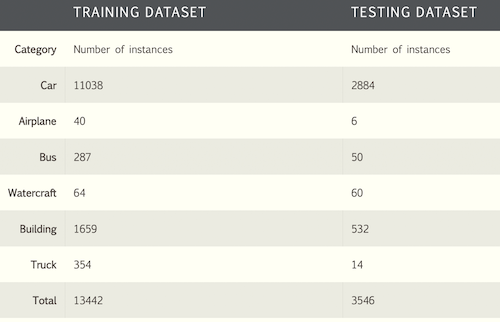 TRAINING DATASET TESTING DATASET
Category Number of instances Number of instances
Car 11038 2884
Airplane 40 6
Bus 287 50
Watercraft 64 60
Building 1659 532
Truck 354 14
Total 13442 3546